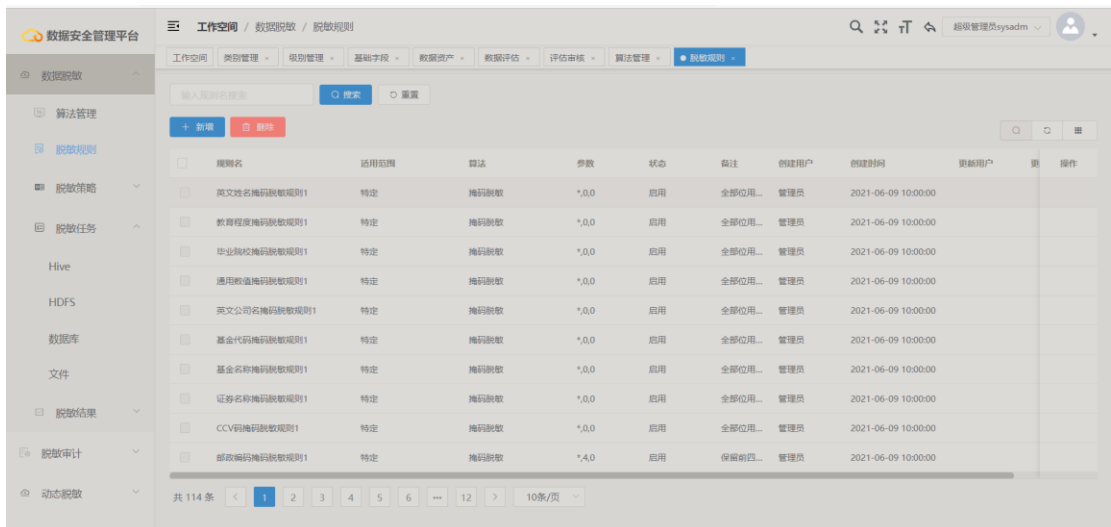 数据安全管理平台
工作空间 / 数据脱敏 / 脱敏规则
超级管理员sysadm
工作空间 类别管理 × 级别管理 × 基础字段 × 数据资产 × 数据评估 × 评估审核 × 算法管理 × 脱敏规则 ×
数据脱敏
算法管理
脱敏规则
脱敏策略
脱敏任务
Hive
HDFS
数据库
文件
脱敏结果
脱敏审计
动态脱敏
输入规则名搜索 搜索 重置
+ 新增 删除
规则名 适用范围 算法 参数 状态 备注 创建用户 创建时间 更新用户 更 操作
英文姓名掩码脱敏规则1 特定 掩码脱敏 *,0,0 启用 全部位用... 管理员 2021-06-09 10:00:00
教育程度掩码脱敏规则1 特定 掩码脱敏 *,0,0 启用 全部位用... 管理员 2021-06-09 10:00:00
毕业院校掩码脱敏规则1 特定 掩码脱敏 *,0,0 启用 全部位用... 管理员 2021-06-09 10:00:00
通用数值掩码脱敏规则1 特定 掩码脱敏 *,0,0 启用 全部位用... 管理员 2021-06-09 10:00:00
英文公司名掩码脱敏规则1 特定 掩码脱敏 *,0,0 启用 全部位用... 管理员 2021-06-09 10:00:00
基金代码掩码脱敏规则1 特定 掩码脱敏 *,0,0 启用 全部位用... 管理员 2021-06-09 10:00:00
基金名称掩码脱敏规则1 特定 掩码脱敏 *,0,0 启用 全部位用... 管理员 2021-06-09 10:00:00
证券名称掩码脱敏规则1 特定 掩码脱敏 *,0,0 启用 全部位用... 管理员 2021-06-09 10:00:00
CCV码掩码脱敏规则1 特定 掩码脱敏 *,0,0 启用 全部位用... 管理员 2021-06-09 10:00:00
邮政编码掩码脱敏规则1 特定 掩码脱敏 *,4,0 启用 保留前四... 管理员 2021-06-09 10:00:00
共 114 条 < 1 2 3 4 5 6 ... 12 > 10条/页